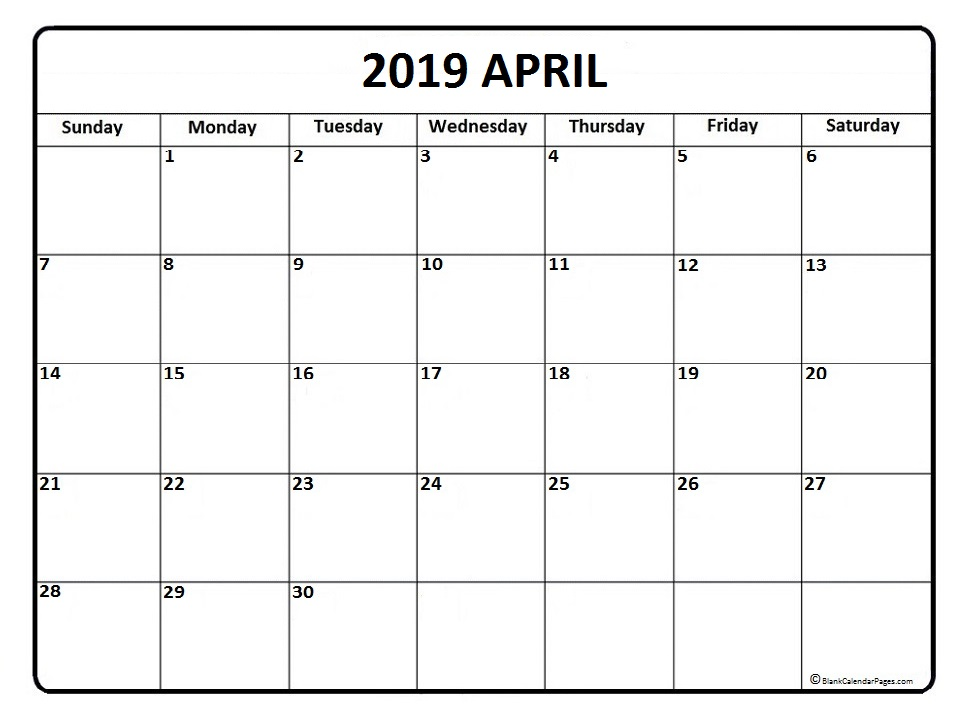 2019 APRIL
Sunday Monday Tuesday Wednesday Thursday Friday Saturday
1 2 3 4 5 6
7 8 9 10 11 12 13
14 15 16 17 18 19 20
21 22 23 24 25 26 27
28 29 30
©BlankCalendarPages.com